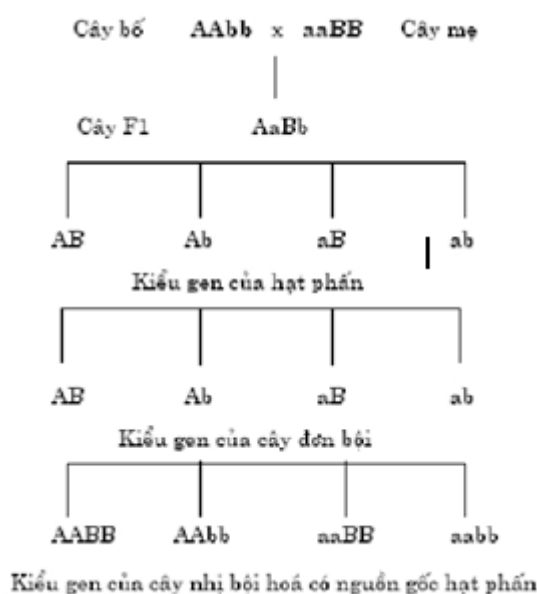 Cây bố AAbb x aaBB Cây mẹ
Cây F1 AaBb
AB Ab aB ab
Kiểu gen của hạt phấn
AB Ab aB ab
Kiểu gen của cây đơn bội
AABB AAbb aaBB aabb
Kiểu gen của cây nhị bội hoá có nguồn gốc hạt phấn